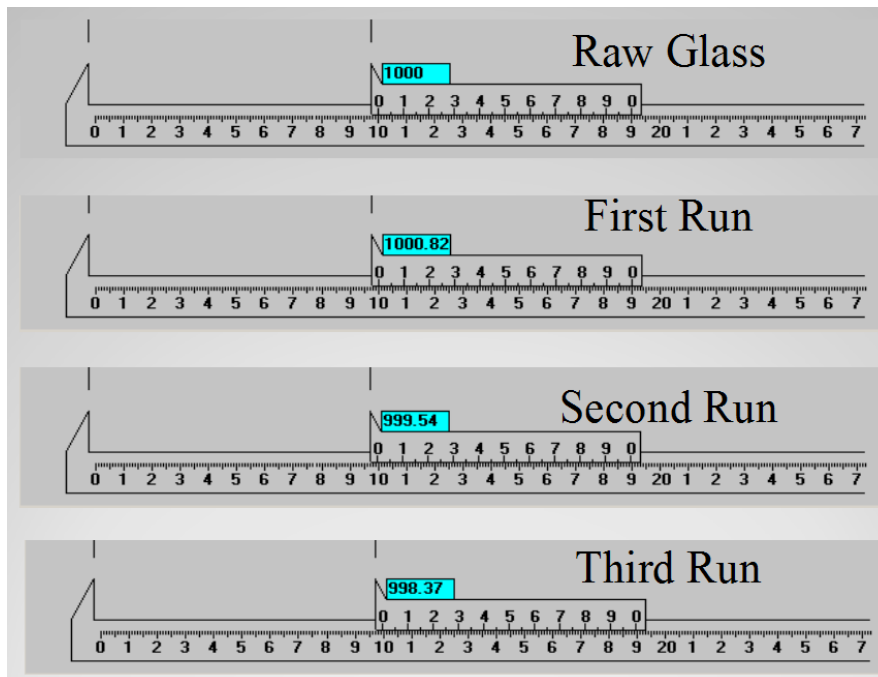 Raw Glass
1000
0 1 2 3 4 5 6 7 8 9 0
0 1 2 3 4 5 6 7 8 9 10 1 2 3 4 5 6 7 8 9 20 1 2 3 4 5 6 7
First Run
1000.82
0 1 2 3 4 5 6 7 8 9 0
0 1 2 3 4 5 6 7 8 9 10 1 2 3 4 5 6 7 8 9 20 1 2 3 4 5 6 7
Second Run
999.54
0 1 2 3 4 5 6 7 8 9 0
0 1 2 3 4 5 6 7 8 9 10 1 2 3 4 5 6 7 8 9 20 1 2 3 4 5 6 7
Third Run
998.37
0 1 2 3 4 5 6 7 8 9 0
0 1 2 3 4 5 6 7 8 9 10 1 2 3 4 5 6 7 8 9 20 1 2 3 4 5 6 7